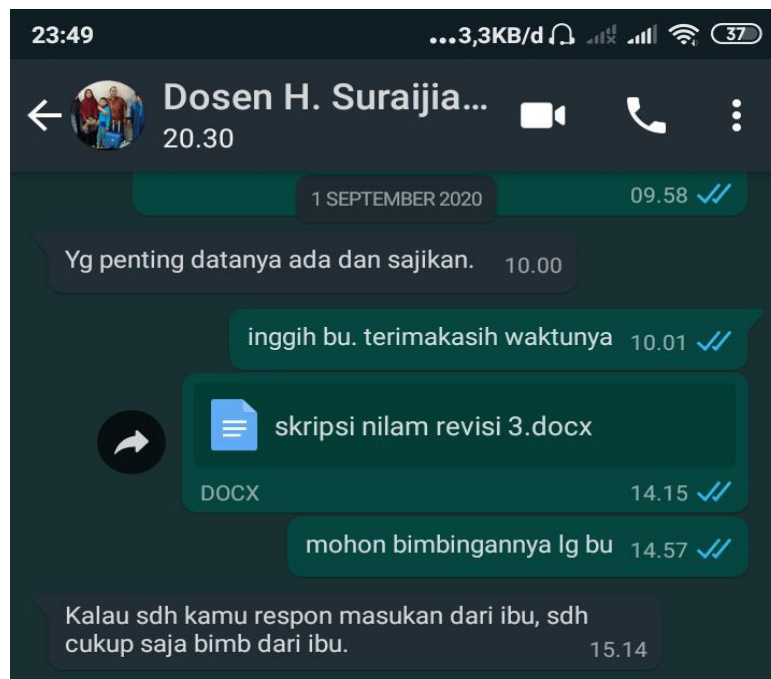 23:49
...3,3KB/d
37
Dosen H. Suraijia...
20.30
1 SEPTEMBER 2020
09.58
Yg penting datanya ada dan sajikan. 10.00
inggih bu. terimakasih waktunya 10.01
skripsi nilam revisi 3.docx
DOCX 14.15
mohon bimbingannya lg bu 14.57
Kalau sdh kamu respon masukan dari ibu, sdh
cukup saja bimb dari ibu. 15.14